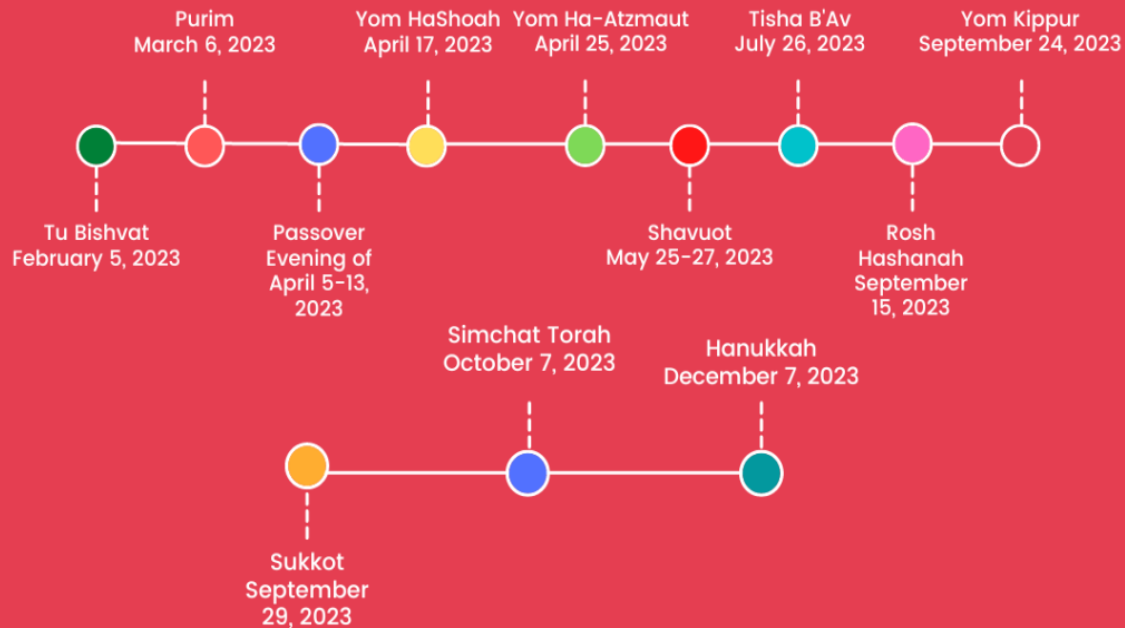 Purim
March 6, 2023
Yom HaShoah
April 17, 2023
Yom Ha-Atzmaut
April 25, 2023
Tisha B'Av
July 26, 2023
Yom Kippur
September 24, 2023
Tu Bishvat
February 5, 2023
Passover
Evening of
April 5-13,
2023
Shavuot
May 25-27, 2023
Rosh
Hashanah
September
15, 2023
Simchat Torah
October 7, 2023
Hanukkah
December 7, 2023
Sukkot
September
29, 2023